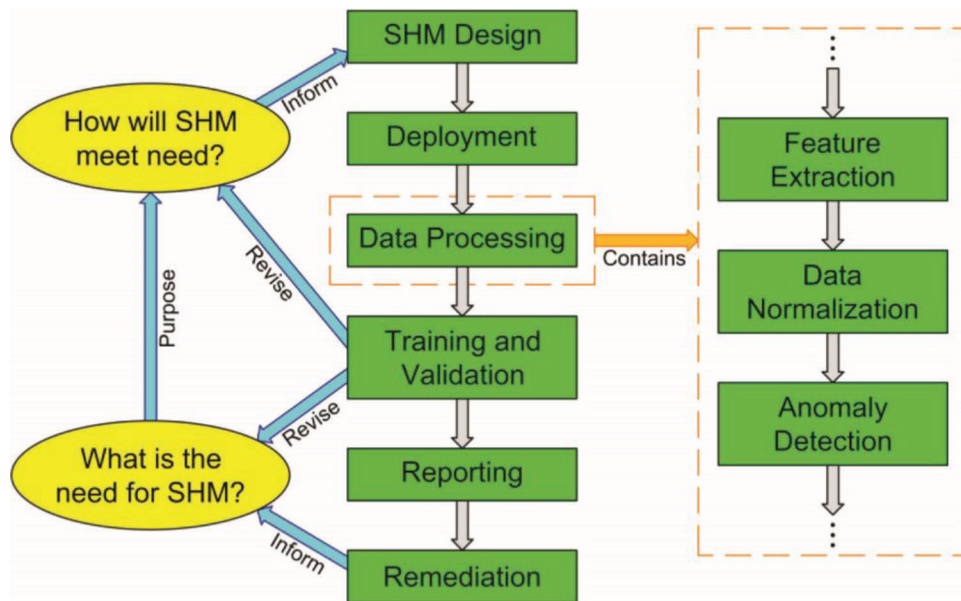 SHM Design
Inform
How will SHM
meet need?
Deployment
Data Processing
Contains
Revise
Purpose
Training and
Validation
Revise
What is the
need for SHM?
Reporting
Inform
Remediation
⋮
Feature
Extraction
Data
Normalization
Anomaly
Detection
⋮